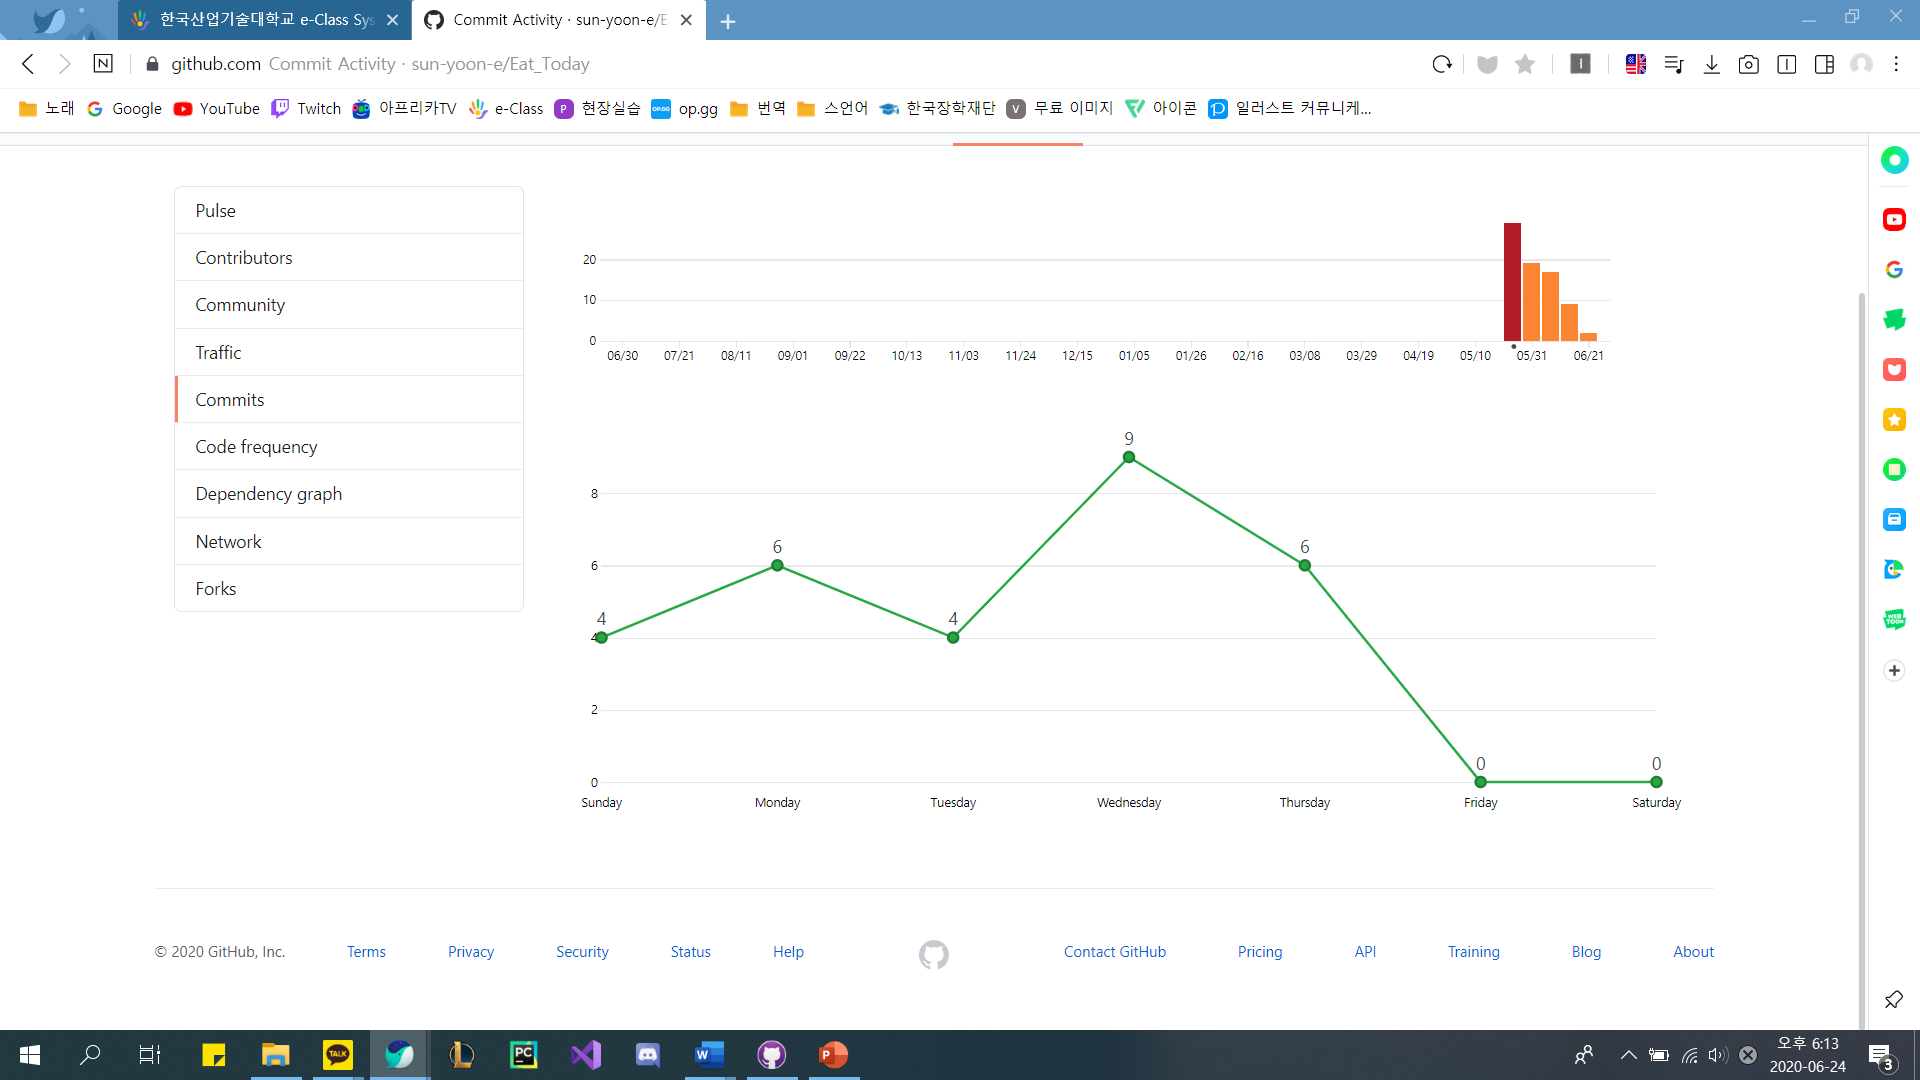 한국산업기술대학교 e-Class Sys
Commit Activity · sun-yoon-e/E
N
github.com Commit Activity · sun-yoon-e/Eat_Today
노래 Google YouTube Twitch 아프리카TV e-Class P 현장실습 OP.GG op.gg 번역 스언어 한국장학재단 V 무료 이미지 아이콘 일러스트 커뮤니케...
Pulse
Contributors
Community
Traffic
Commits
Code frequency
Dependency graph
Network
Forks
20
10
0
06/30 07/21 08/11 09/01 09/22 10/13 11/03 11/24 12/15 01/05 01/26 02/16 03/08 03/29 04/19 05/10 05/31 06/21
9
8
6 6
6
4 4
4
2
0 0
0
Sunday Monday Tuesday Wednesday Thursday Friday Saturday
© 2020 GitHub, Inc. Terms Privacy Security Status Help Contact GitHub Pricing API Training Blog About
WEB
TOON
TALK
PC
W
P
오후 6:13
2020-06-24
3